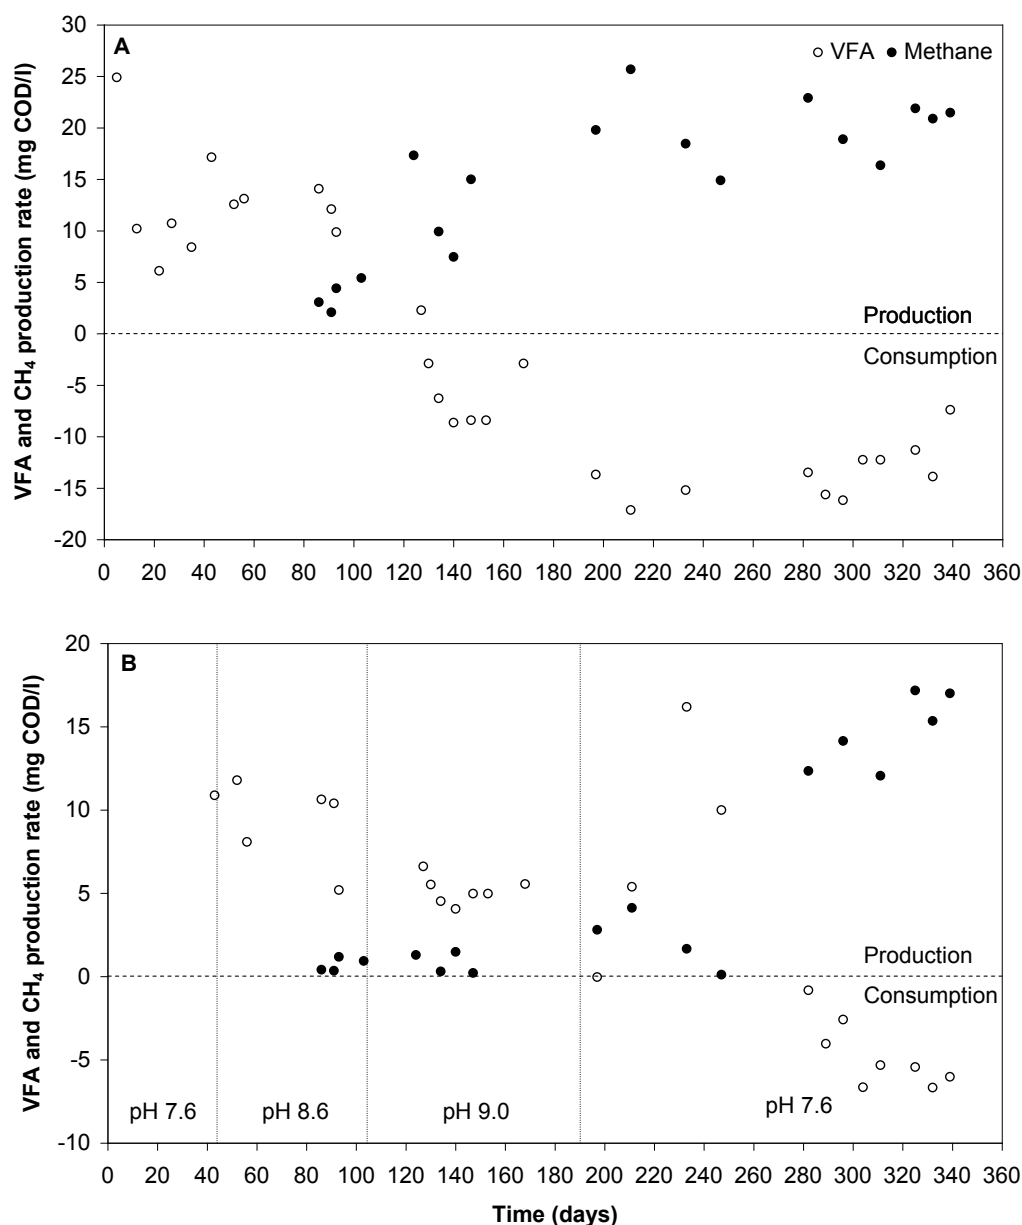 A
VFA Methane
VFA and CH₄ production rate (mg COD/l)
30
25
20
15
10
5
0
-5
-10
-15
-20
Production
Consumption
0 20 40 60 80 100 120 140 160 180 200 220 240 260 280 300 320 340 360
B
VFA and CH₄ production rate (mg COD/l)
20
15
10
5
0
-5
-10
Production
Consumption
pH 7.6 pH 8.6 pH 9.0 pH 7.6
0 20 40 60 80 100 120 140 160 180 200 220 240 260 280 300 320 340 360
Time (days)